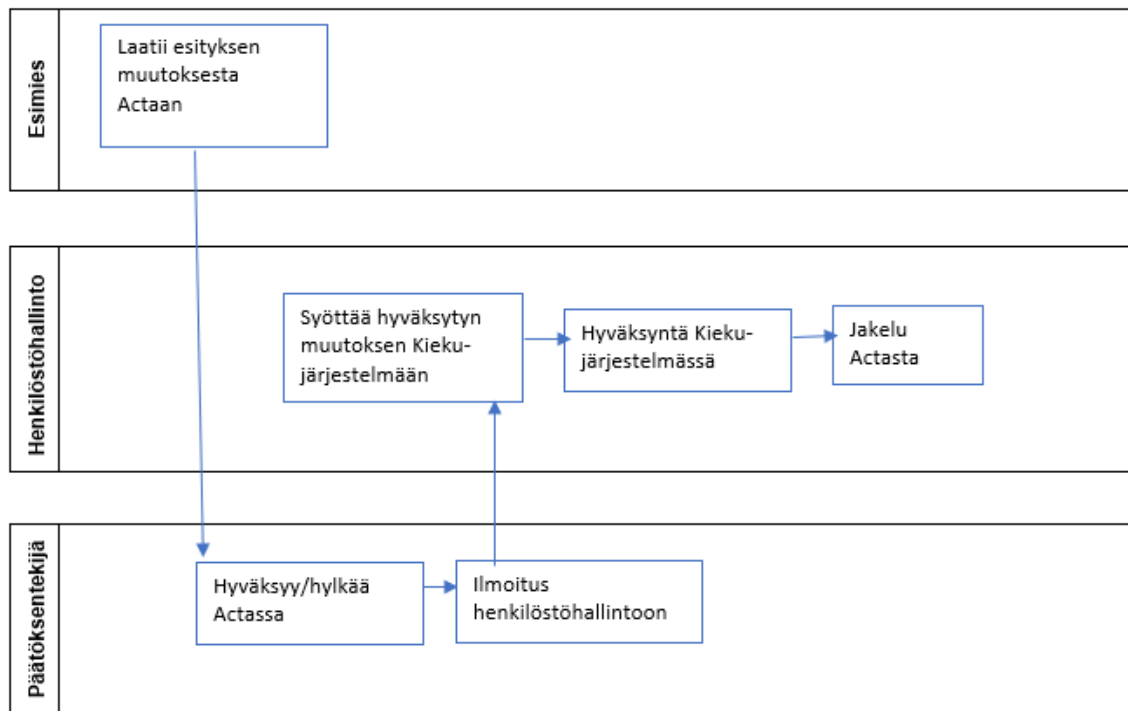 Esimies
Laatii esityksen
muutoksesta
Actaan
Henkilöstöhallinto
Syöttää hyväksytyn
muutoksen Kieku-
järjestelmään
Hyväksyntä Kieku-
järjestelmässä
Jakelu
Actasta
Päätöksentekijä
Hyväksyy/hylkää
Actassa
Ilmoitus
henkilöstöhallintoon